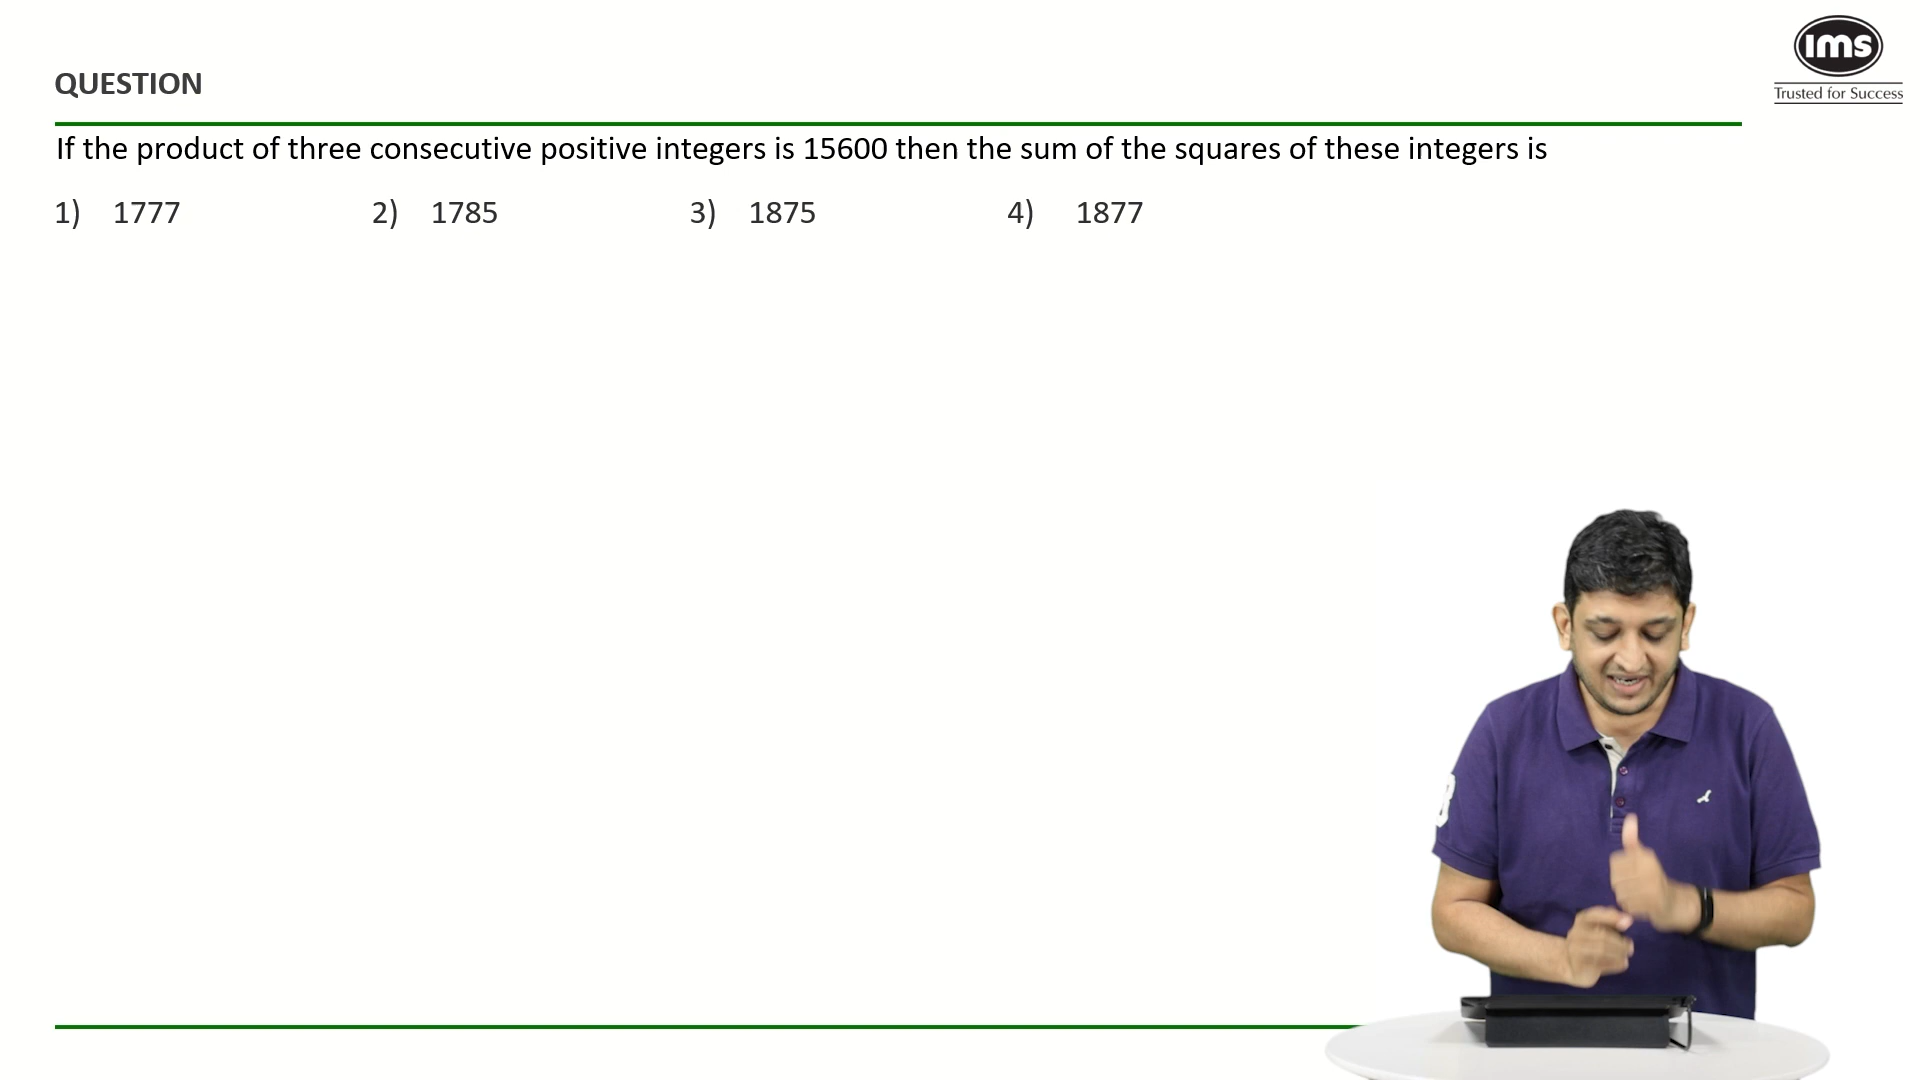 ims
Trusted for Success
QUESTION
If the product of three consecutive positive integers is 15600 then the sum of the squares of these integers is
1) 1777 2) 1785 3) 1875 4) 1877